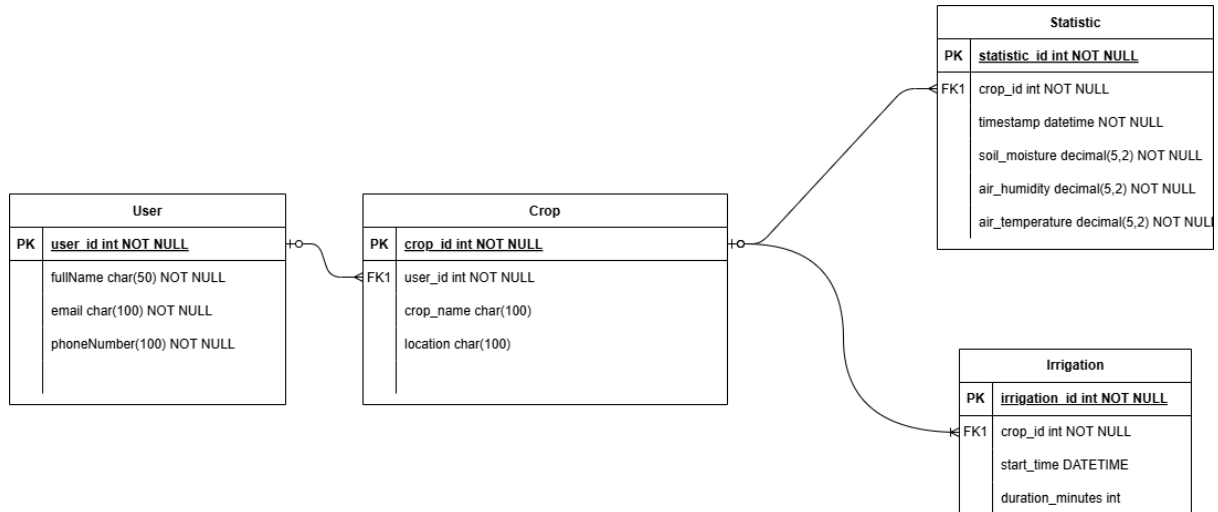 Statistic
PK statistic_id int NOT NULL
FK1 crop_id int NOT NULL
timestamp datetime NOT NULL
soil_moisture decimal(5,2) NOT NULL
air_humidity decimal(5,2) NOT NULL
air_temperature decimal(5,2) NOT NULL
User
PK user_id int NOT NULL
fullName char(50) NOT NULL
email char(100) NOT NULL
phoneNumber(100) NOT NULL
Crop
PK crop_id int NOT NULL
FK1 user_id int NOT NULL
crop_name char(100)
location char(100)
Irrigation
PK irrigation_id int NOT NULL
FK1 crop_id int NOT NULL
start_time DATETIME
duration_minutes int